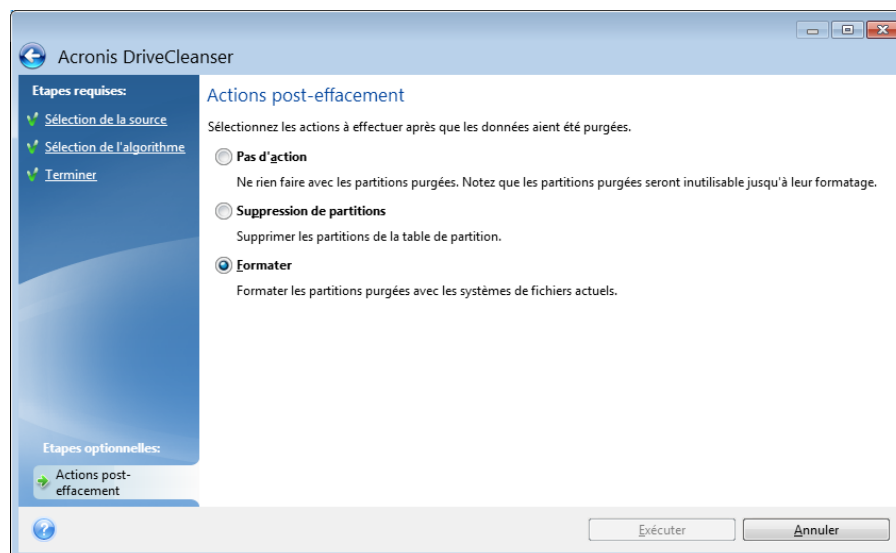 Acronis DriveCleanser
Etapes requises:
Sélection de la source
Sélection de l'algorithme
Terminer
Etapes optionnelles:
Actions post-
effacement
Actions post-effacement
Sélectionnez les actions à effectuer après que les données aient été purgées.
Pas d'action
Ne rien faire avec les partitions purgées. Notez que les partitions purgées seront inutilisable jusqu'à leur formatage.
Suppression de partitions
Supprimer les partitions de la table de partition.
Formater
Formater les partitions purgées avec les systèmes de fichiers actuels.
Exécuter
Annuler